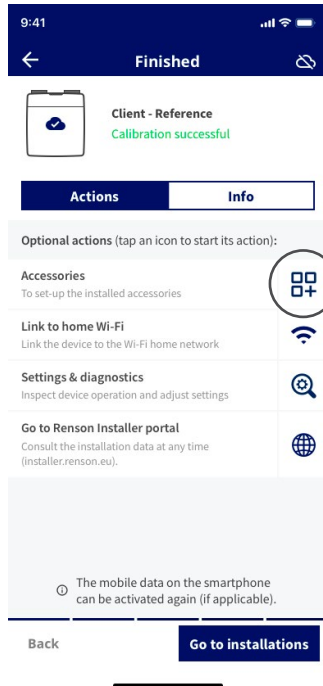 9:41
Finished
Client - Reference
Calibration successful
Actions
Info
Optional actions (tap an icon to start its action):
Accessories
To set-up the installed accessories
Link to home Wi-Fi
Link the device to the Wi-Fi home network
Settings & diagnostics
Inspect device operation and adjust settings
Go to Renson Installer portal
Consult the installation data at any time
(installer.renson.eu).
The mobile data on the smartphone
can be activated again (if applicable).
Back
Go to installations